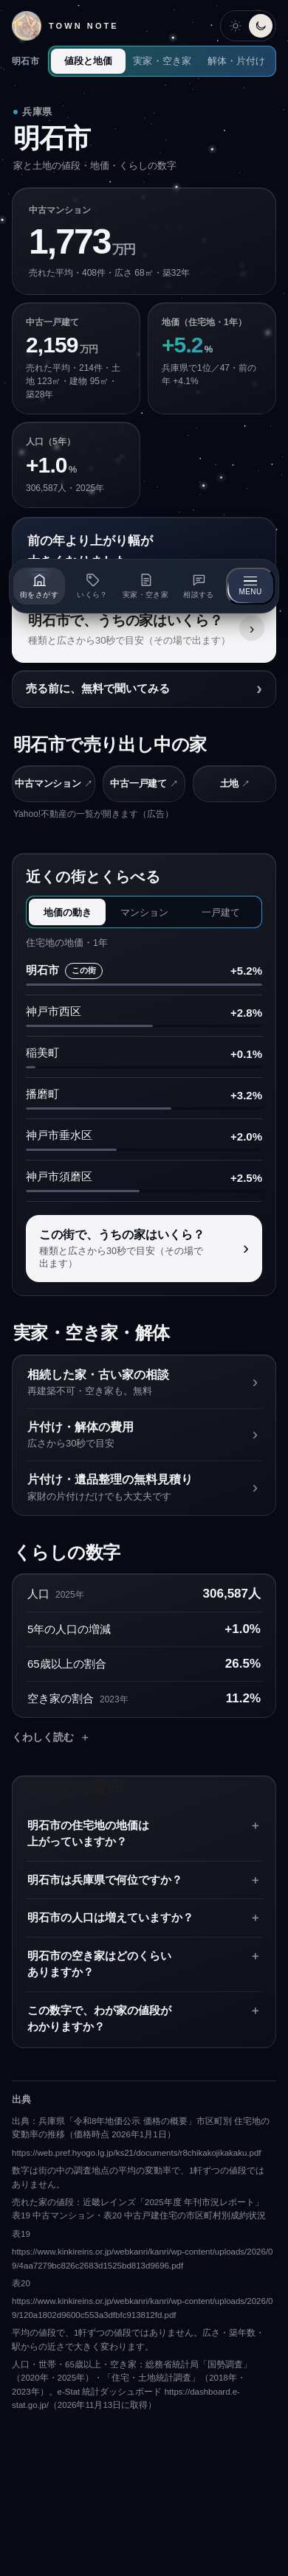 TOWN NOTE
明石市
値段と地価
実家・空き家
解体・片付け
兵庫県
明石市
家と土地の値段・地価・くらしの数字
中古マンション
1,773万円
売れた平均・408件・広さ 68㎡・築32年
中古一戸建て
2,159万円
売れた平均・214件・土
地 123㎡・建物 95㎡・
築28年
地価（住宅地・1年）
+5.2%
兵庫県で1位／47・前の
年 +4.1%
人口（5年）
+1.0%
306,587人・2025年
前の年より上がり幅が
街をさがす
いくら？
実家・空き家
相談する
MENU
明石市で、うちの家はいくら？
種類と広さから30秒で目安（その場で出ます）
売る前に、無料で聞いてみる
明石市で売り出し中の家
中古マンション ↗
中古一戸建て ↗
土地 ↗
Yahoo!不動産の一覧が開きます（広告）
近くの街とくらべる
地価の動き
マンション
一戸建て
住宅地の地価・1年
明石市 この街 +5.2%
神戸市西区 +2.8%
稲美町 +0.1%
播磨町 +3.2%
神戸市垂水区 +2.0%
神戸市須磨区 +2.5%
この街で、うちの家はいくら？
種類と広さから30秒で目安（その場で
出ます）
実家・空き家・解体
相続した家・古い家の相談
再建築不可・空き家も。無料
片付け・解体の費用
広さから30秒で目安
片付け・遺品整理の無料見積り
家財の片付けだけでも大丈夫です
くらしの数字
人口 2025年 306,587人
5年の人口の増減 +1.0%
65歳以上の割合 26.5%
空き家の割合 2023年 11.2%
くわしく読む +
明石市の住宅地の地価は
上がっていますか？ +
明石市は兵庫県で何位ですか？ +
明石市の人口は増えていますか？ +
明石市の空き家はどのくらい
ありますか？ +
この数字で、わが家の値段が
わかりますか？ +
出典
出典：兵庫県「令和8年地価公示 価格の概要」市区町別 住宅地の
変動率の推移（価格時点 2026年1月1日）
https://web.pref.hyogo.lg.jp/ks21/documents/r8chikakojikakaku.pdf
数字は街の中の調査地点の平均の変動率で、1軒ずつの値段では
ありません。
売れた家の値段：近畿レインズ「2025年度 年刊市況レポート」
表19 中古マンション・表20 中古戸建住宅の市区町村別成約状況
表19
https://www.kinkireins.or.jp/webkanri/kanri/wp-content/uploads/2026/0
9/4aa7279bc826c2683d1525bd813d9696.pdf
表20
https://www.kinkireins.or.jp/webkanri/kanri/wp-content/uploads/2026/0
9/120a1802d9600c553a3dfbfc913812fd.pdf
平均の値段で、1軒ずつの値段ではありません。広さ・築年数・
駅からの近さで大きく変わります。
人口・世帯・65歳以上・空き家：総務省統計局「国勢調査」
（2020年・2025年）・「住宅・土地統計調査」（2018年・
2023年）。e-Stat 統計ダッシュボード https://dashboard.e-
stat.go.jp/（2026年11月13日に取得）